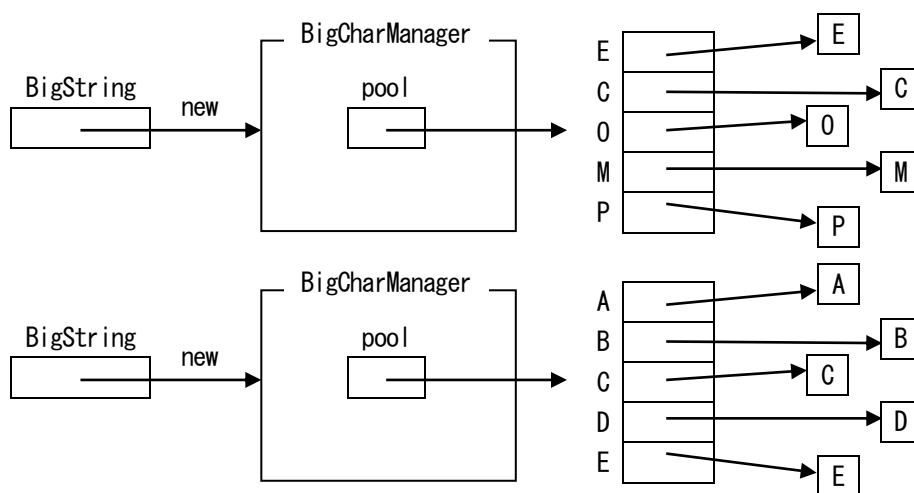 BigCharManager
BigString
new
pool
E
C
O
M
P
E
C
O
M
P
BigCharManager
BigString
new
pool
A
B
C
D
E
A
B
C
D
E